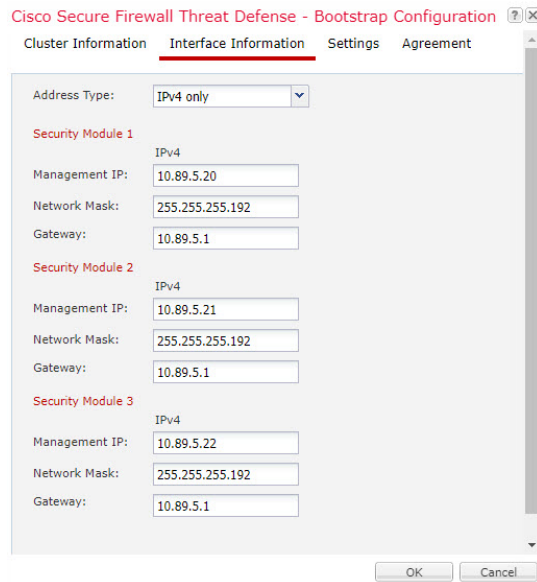 Cisco Secure Firewall Threat Defense - Bootstrap Configuration
Cluster Information Interface Information Settings Agreement
Address Type: IPv4 only
Security Module 1
IPv4
Management IP: 10.89.5.20
Network Mask: 255.255.255.192
Gateway: 10.89.5.1
Security Module 2
IPv4
Management IP: 10.89.5.21
Network Mask: 255.255.255.192
Gateway: 10.89.5.1
Security Module 3
IPv4
Management IP: 10.89.5.22
Network Mask: 255.255.255.192
Gateway: 10.89.5.1
OK Cancel